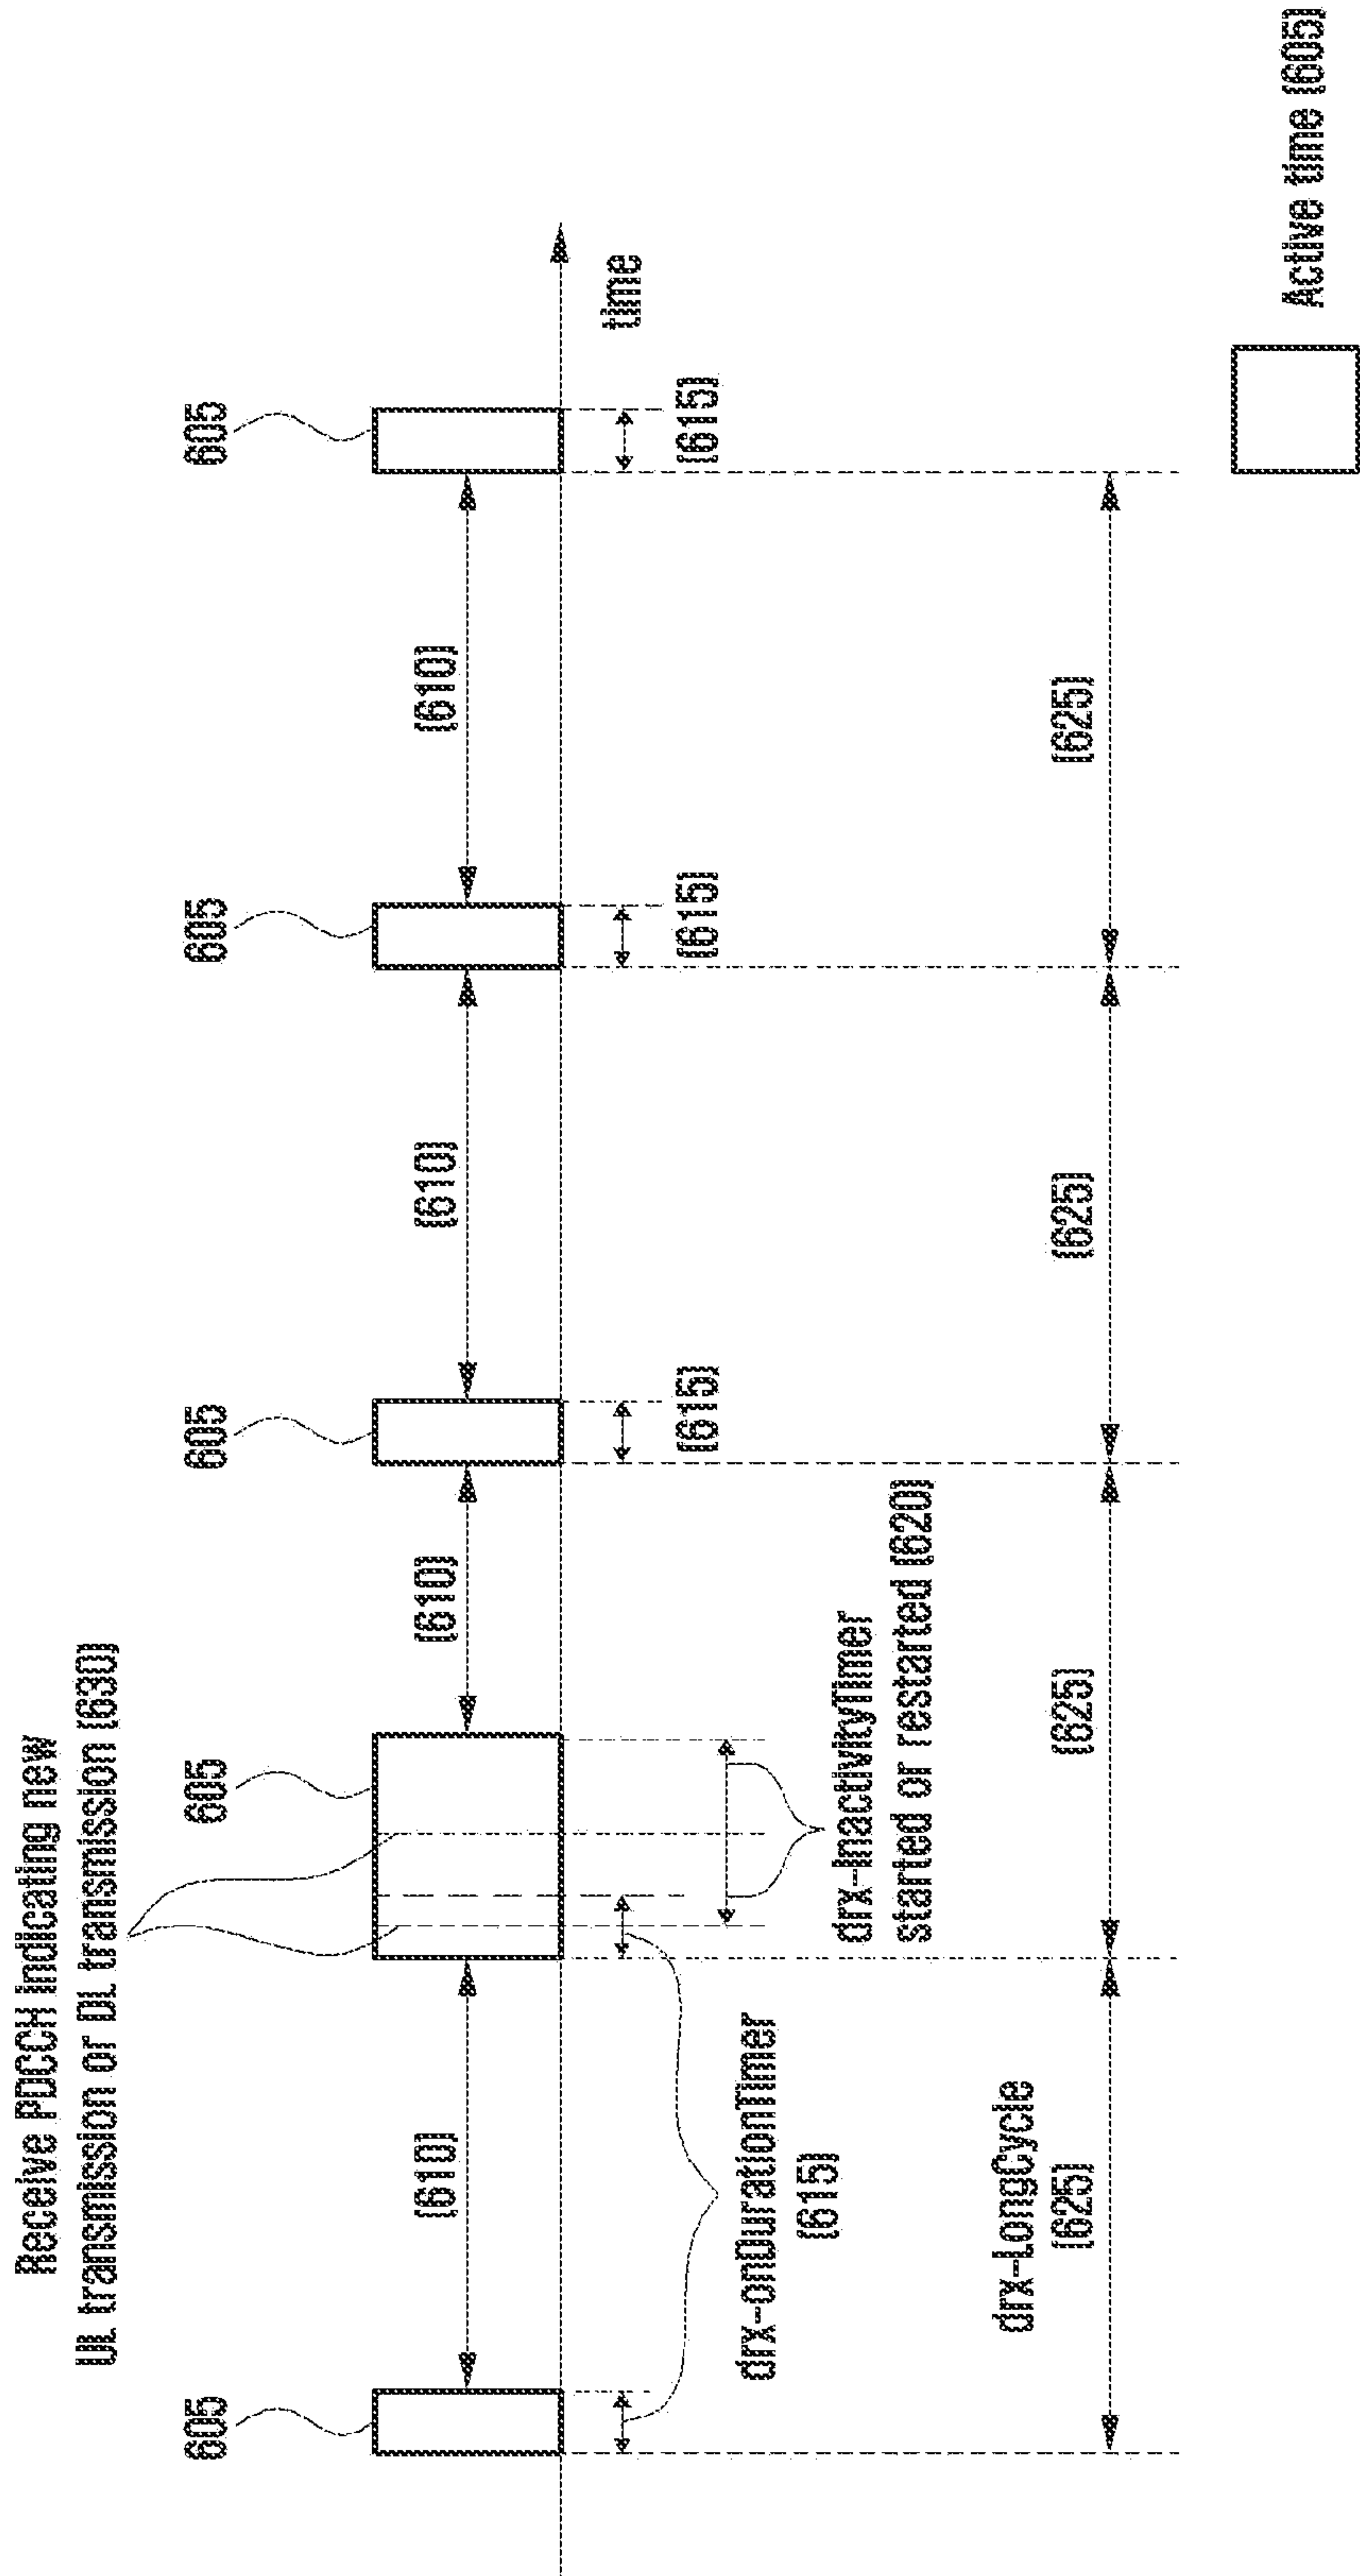 Receive PDCCH indicating new
UL transmission or DL transmission (630)
605
605
605
605
605
(610)
(610)
(610)
(610)
time
drx-onDurationTimer
(615)
(615)
(615)
(615)
drx-InactivityTimer
started or restarted (620)
drx-LongCycle
(625)
(625)
(625)
(625)
Active time (605)